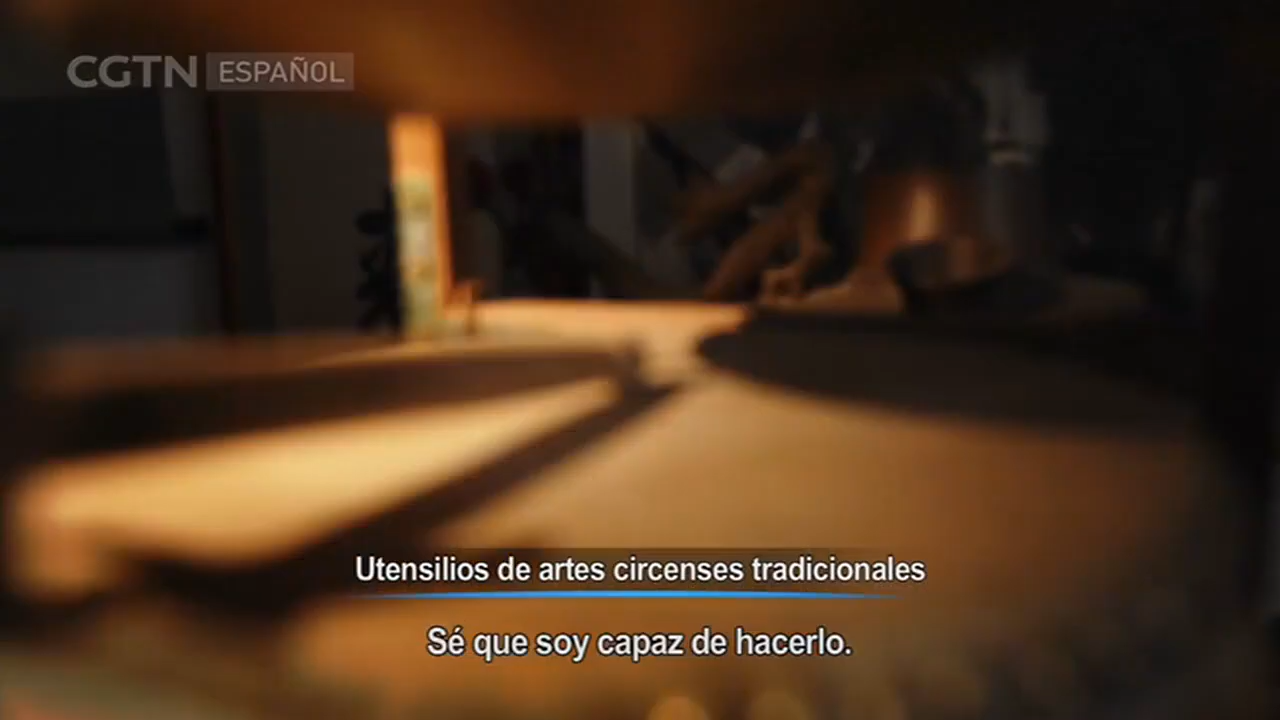 CGTN ESPAÑOL
Utensilios de artes circenses tradicionales
Sé que soy capaz de hacerlo.